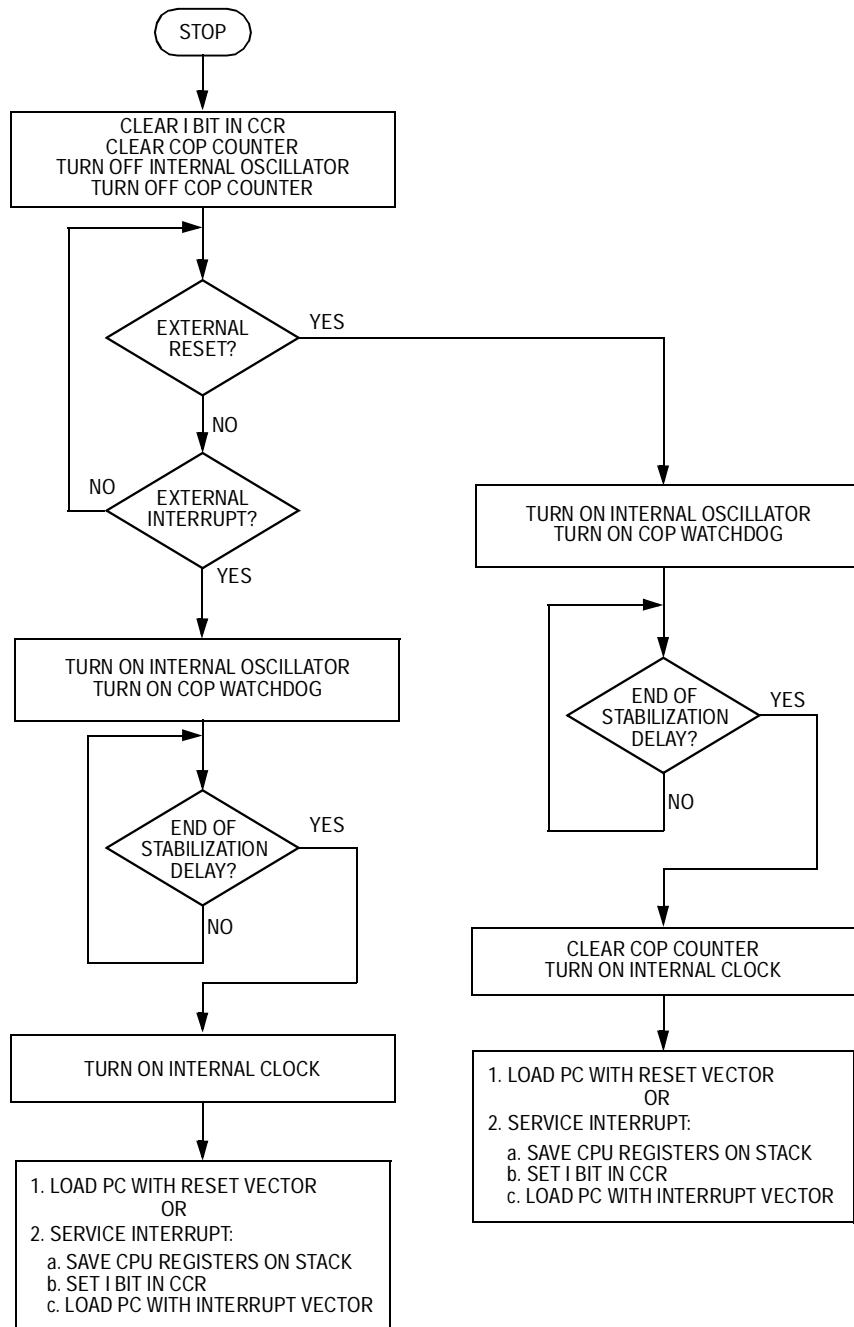 STOP
CLEAR I BIT IN CCR
CLEAR COP COUNTER
TURN OFF INTERNAL OSCILLATOR
TURN OFF COP COUNTER
EXTERNAL
RESET?
YES
NO
EXTERNAL
INTERRUPT?
NO
YES
TURN ON INTERNAL OSCILLATOR
TURN ON COP WATCHDOG
END OF
STABILIZATION
DELAY?
YES
NO
TURN ON INTERNAL CLOCK
1. LOAD PC WITH RESET VECTOR
OR
2. SERVICE INTERRUPT:
a. SAVE CPU REGISTERS ON STACK
b. SET I BIT IN CCR
c. LOAD PC WITH INTERRUPT VECTOR
TURN ON INTERNAL OSCILLATOR
TURN ON COP WATCHDOG
END OF
STABILIZATION
DELAY?
YES
NO
CLEAR COP COUNTER
TURN ON INTERNAL CLOCK
1. LOAD PC WITH RESET VECTOR
OR
2. SERVICE INTERRUPT:
a. SAVE CPU REGISTERS ON STACK
b. SET I BIT IN CCR
c. LOAD PC WITH INTERRUPT VECTOR